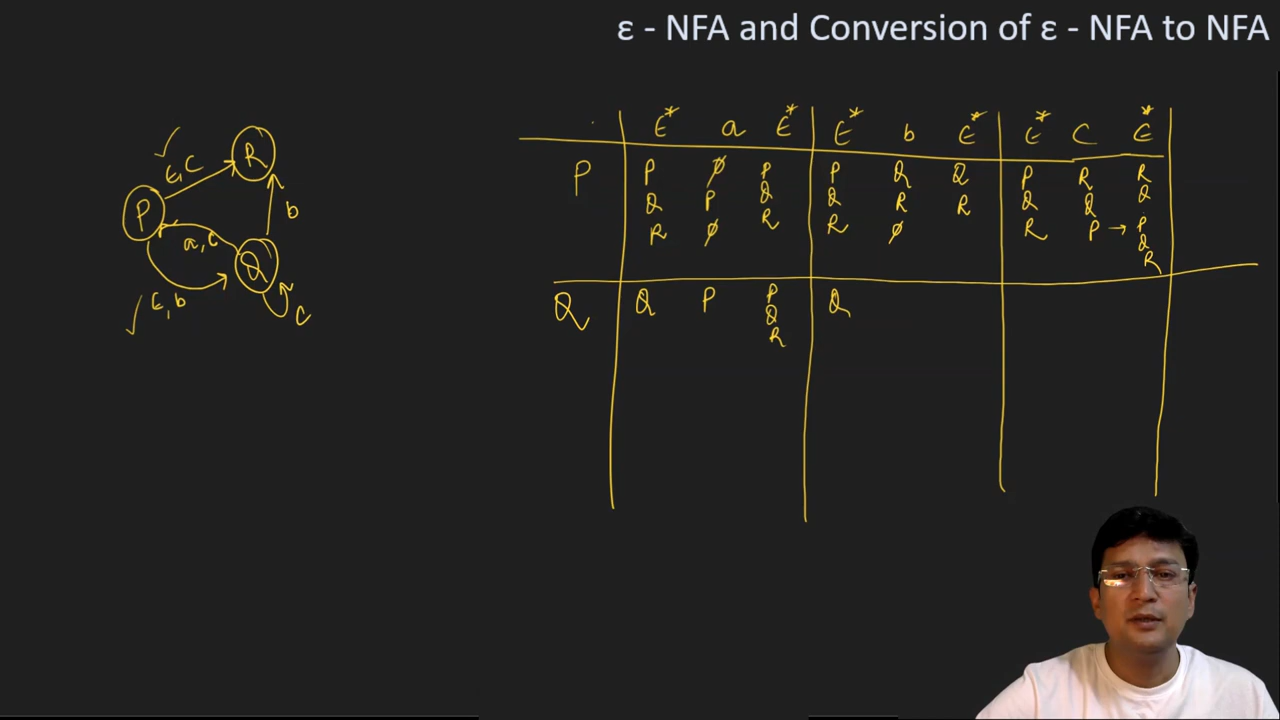 ε - NFA and Conversion of ε - NFA to NFA
R
ε, C
P
b
a, C
Q
ε, b
C
ε* a ε* ε* b ε* ε* C ε*
P P ϕ P P Q Q P R R
Q P Q Q R R Q Q Q
R ϕ R R ϕ R P → P
Q
R
Q Q P P Q
Q
R